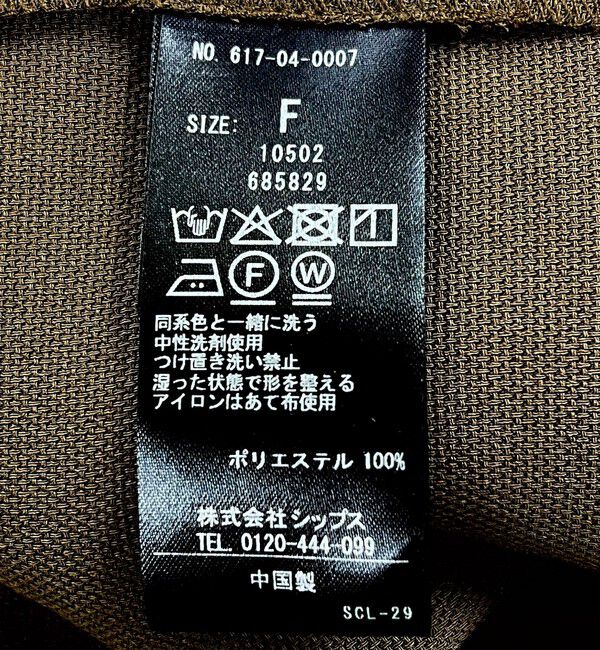 NO. 617-04-0007
SIZE: F
10502
685829
F W
同系色と一緒に洗う
中性洗剤使用
つけ置き洗い禁止
湿った状態で形を整える
アイロンはあて布使用
ポリエステル 100%
株式会社シップス
TEL. 0120-444-099
中国製
SCL-29